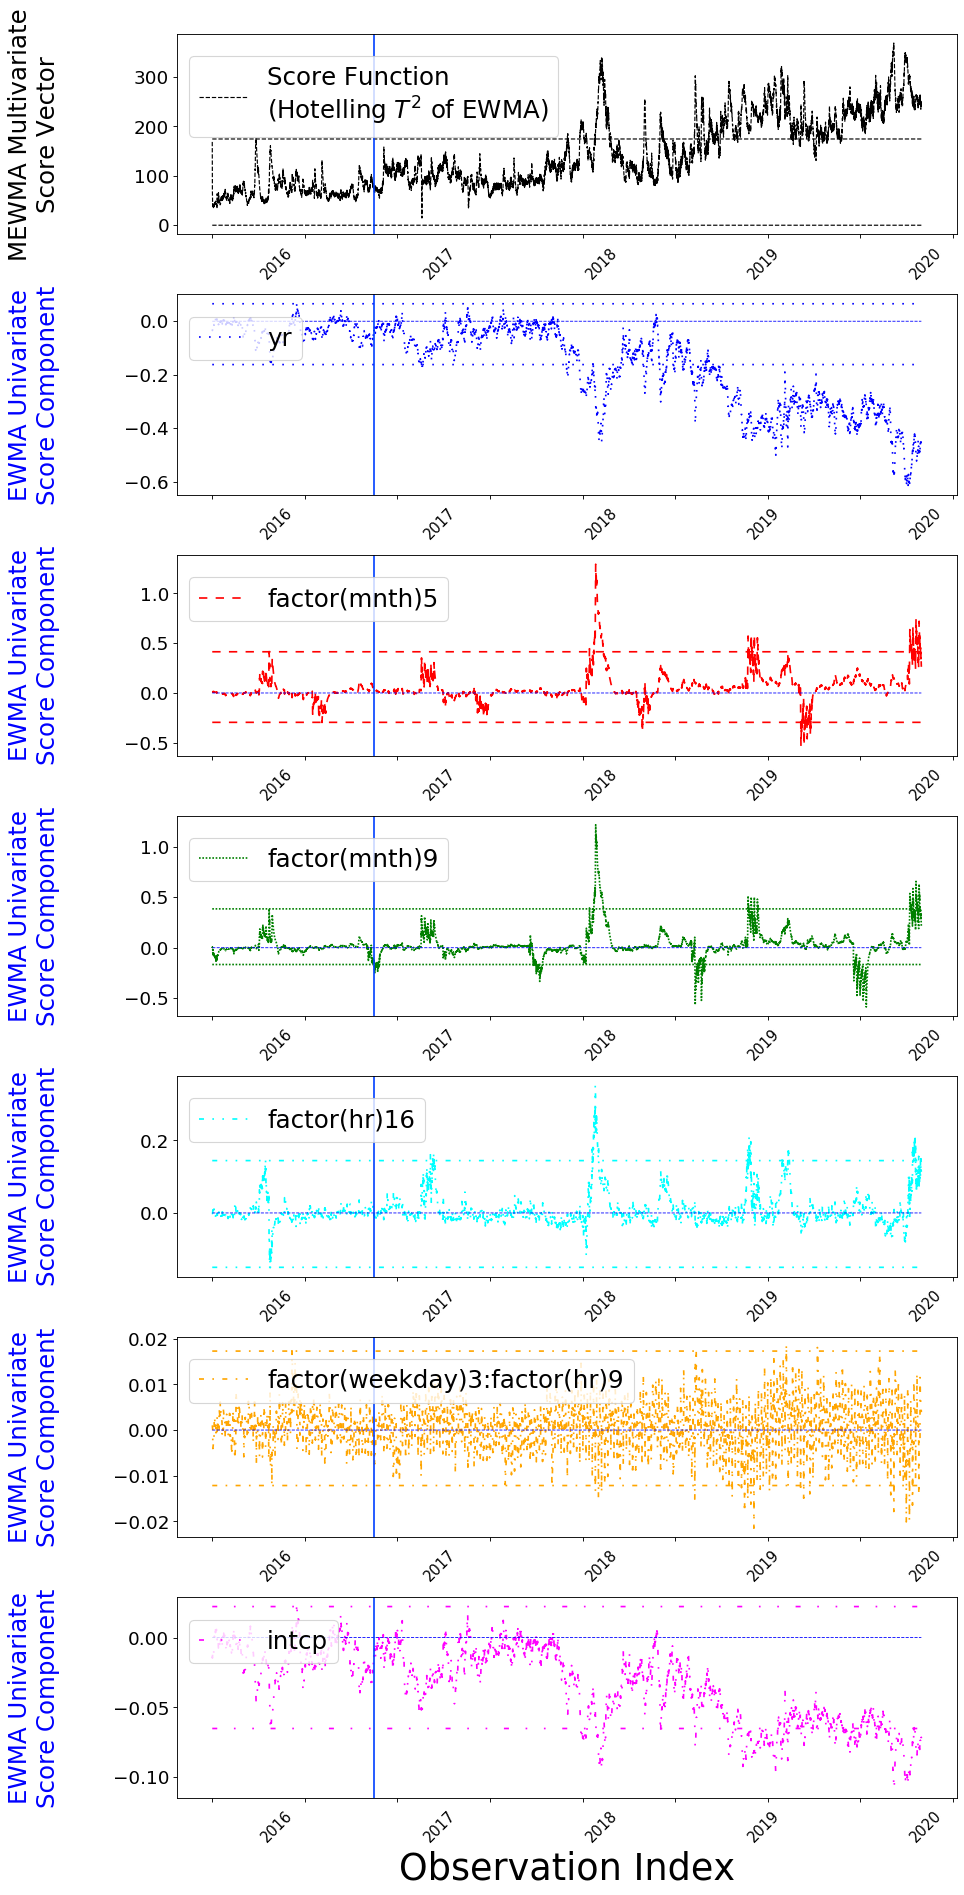 MEWMA Multivariate
Score Vector
300
200
100
0
Score Function
(Hotelling T² of EWMA)
2016 2017 2018 2019 2020
EWMA Univariate
Score Component
0.0
−0.2
−0.4
−0.6
yr
2016 2017 2018 2019 2020
EWMA Univariate
Score Component
1.0
0.5
0.0
−0.5
factor(mnth)5
2016 2017 2018 2019 2020
EWMA Univariate
Score Component
1.0
0.5
0.0
−0.5
factor(mnth)9
2016 2017 2018 2019 2020
EWMA Univariate
Score Component
0.2
0.0
factor(hr)16
2016 2017 2018 2019 2020
EWMA Univariate
Score Component
0.02
0.01
0.00
−0.01
−0.02
factor(weekday)3:factor(hr)9
2016 2017 2018 2019 2020
EWMA Univariate
Score Component
0.00
−0.05
−0.10
intcp
2016 2017 2018 2019 2020
Observation Index